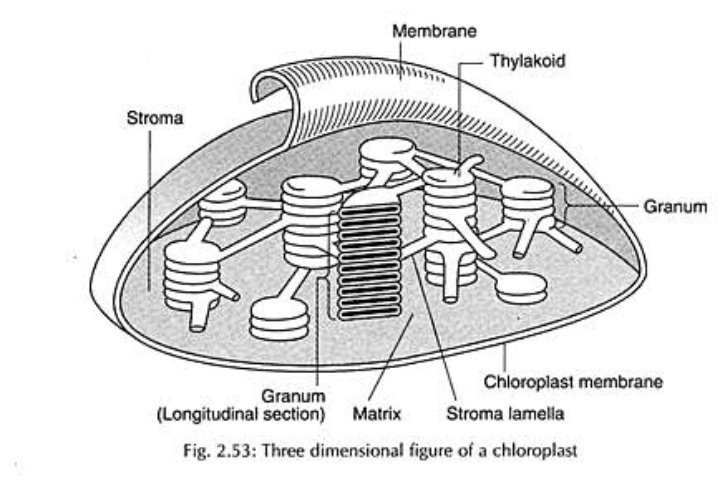 Membrane
Thylakoid
Stroma
Granum
Chloroplast membrane
Granum
(Longitudinal section)
Matrix
Stroma lamella
Fig. 2.53: Three dimensional figure of a chloroplast